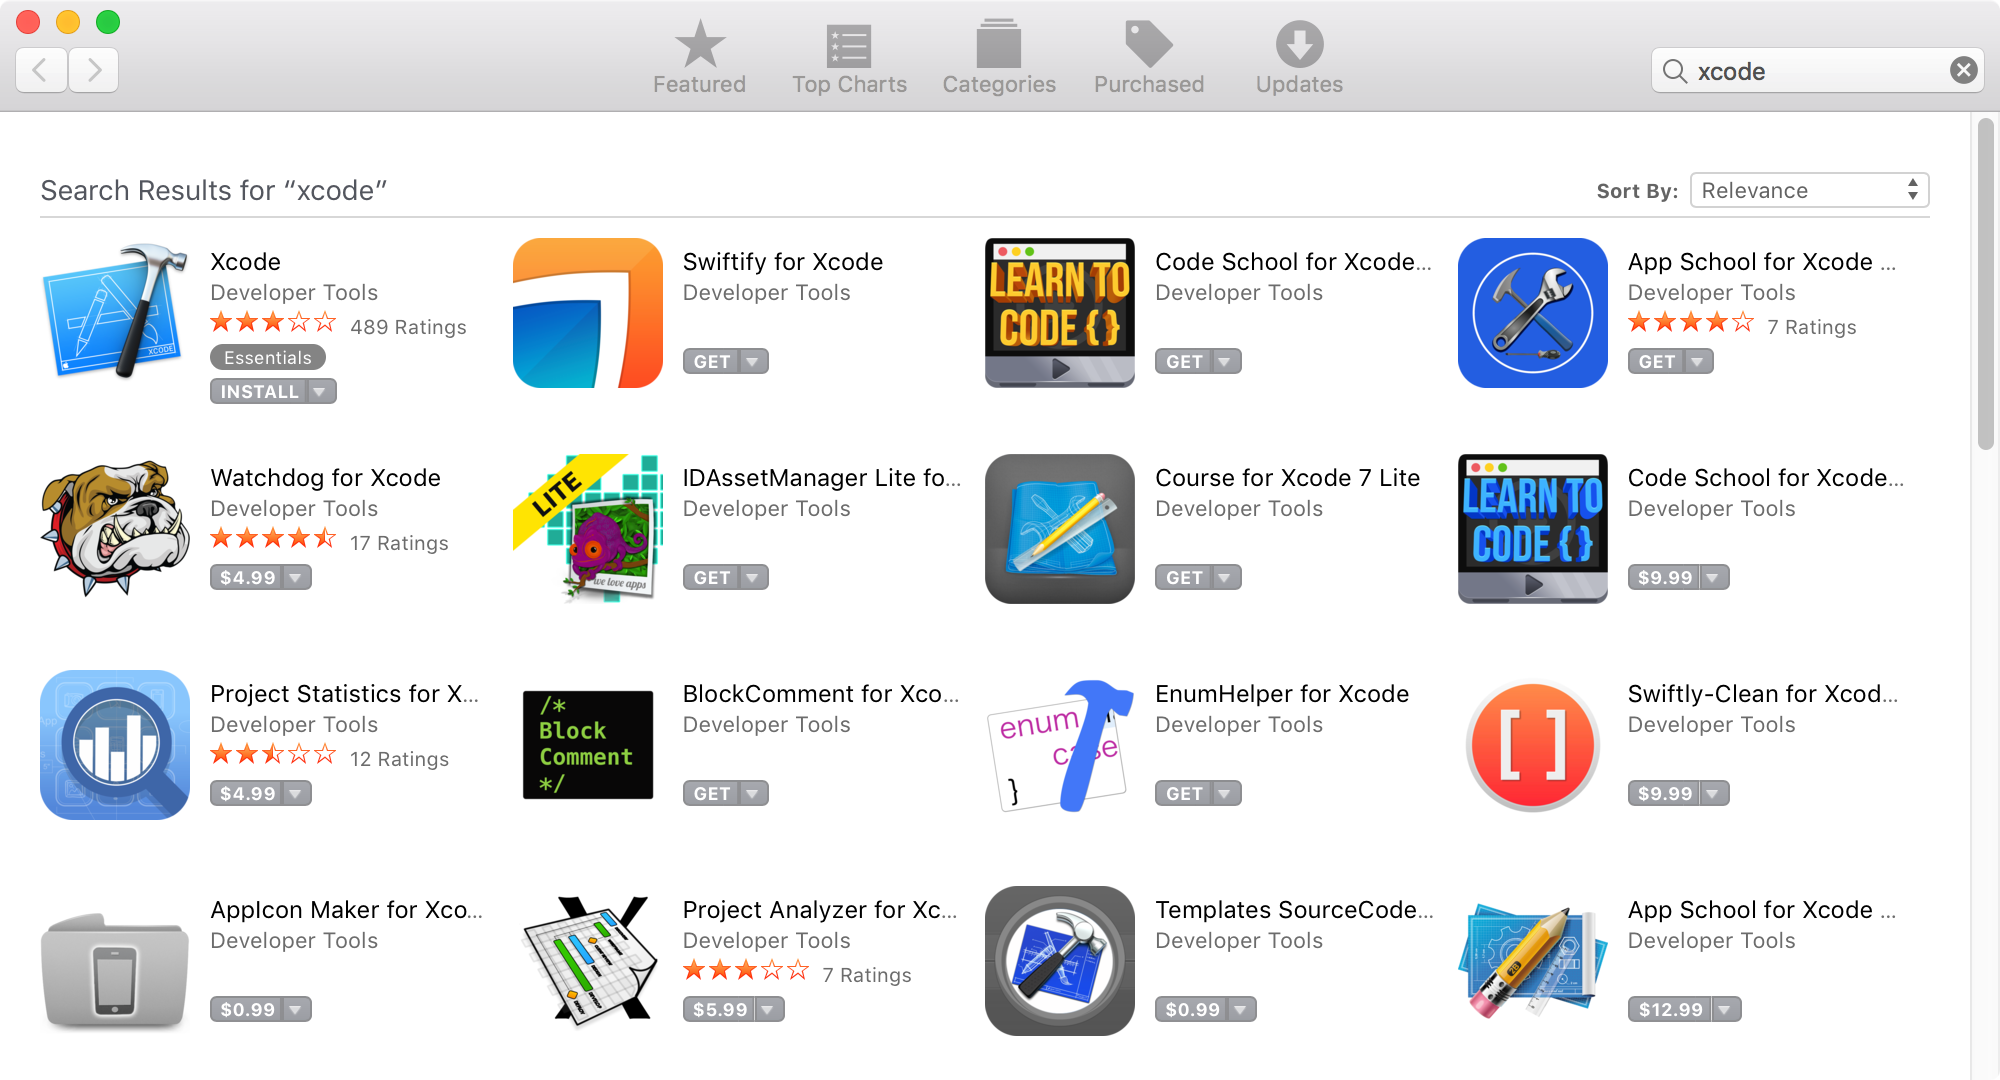 Featured
Top Charts
Categories
Purchased
Updates
xcode
Search Results for “xcode”
Sort By: Relevance
XCODE
Xcode
Developer Tools
489 Ratings
Essentials
INSTALL
Swiftify for Xcode
Developer Tools
GET
LEARN TO
CODE { }
Code School for Xcode...
Developer Tools
GET
App School for Xcode ...
Developer Tools
7 Ratings
GET
Watchdog for Xcode
Developer Tools
17 Ratings
$4.99
LITE
we love apps
IDAssetManager Lite fo...
Developer Tools
GET
Course for Xcode 7 Lite
Developer Tools
GET
LEARN TO
CODE { }
Code School for Xcode...
Developer Tools
$9.99
Project Statistics for X...
Developer Tools
12 Ratings
$4.99
/*
Block
Comment
*/
BlockComment for Xco...
Developer Tools
GET
enum
case
}
EnumHelper for Xcode
Developer Tools
GET
[ ]
Swiftly-Clean for Xcod...
Developer Tools
$9.99
AppIcon Maker for Xco...
Developer Tools
$0.99
Project Analyzer for Xc...
Developer Tools
7 Ratings
$5.99
Templates SourceCode...
Developer Tools
$0.99
2B
App School for Xcode ...
Developer Tools
$12.99